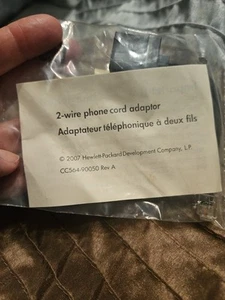 2-wire phone cord adaptor
Adaptateur téléphonique à deux fils
© 2007 Hewlett-Packard Development Company, L.P.
CC564-90050 Rev A